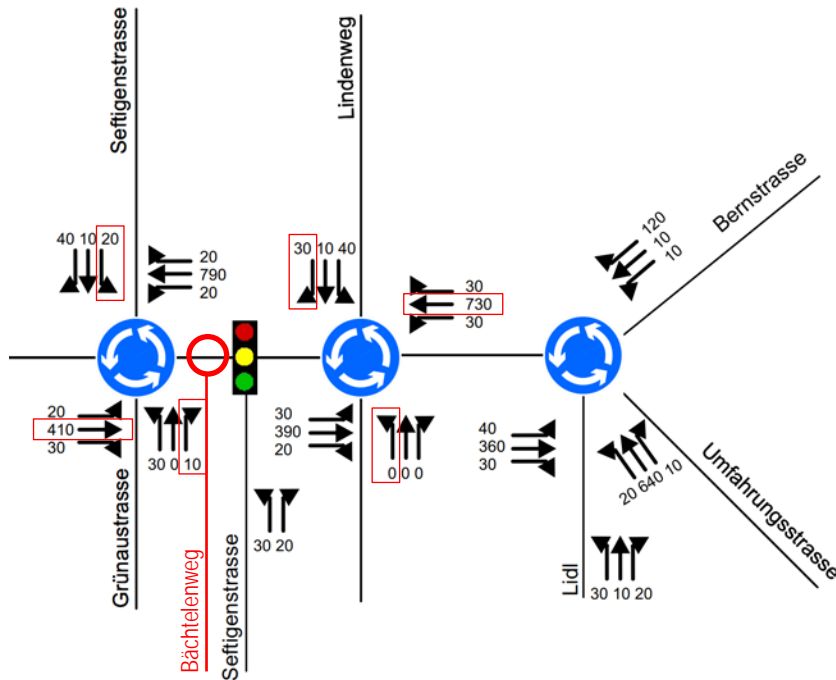 Seftigenstrasse
Lindenweg
Bernstrasse
40 10 20
20
790
20
30 10 40
30
730
30
120
10
10
20
410
30
30 0 10
30
390
20
0 0 0
40
360
30
20 640 10
30 20
30 10 20
Grünaustrasse
Bächtelenweg
Seftigenstrasse
Lidl
Umfahrungsstrasse